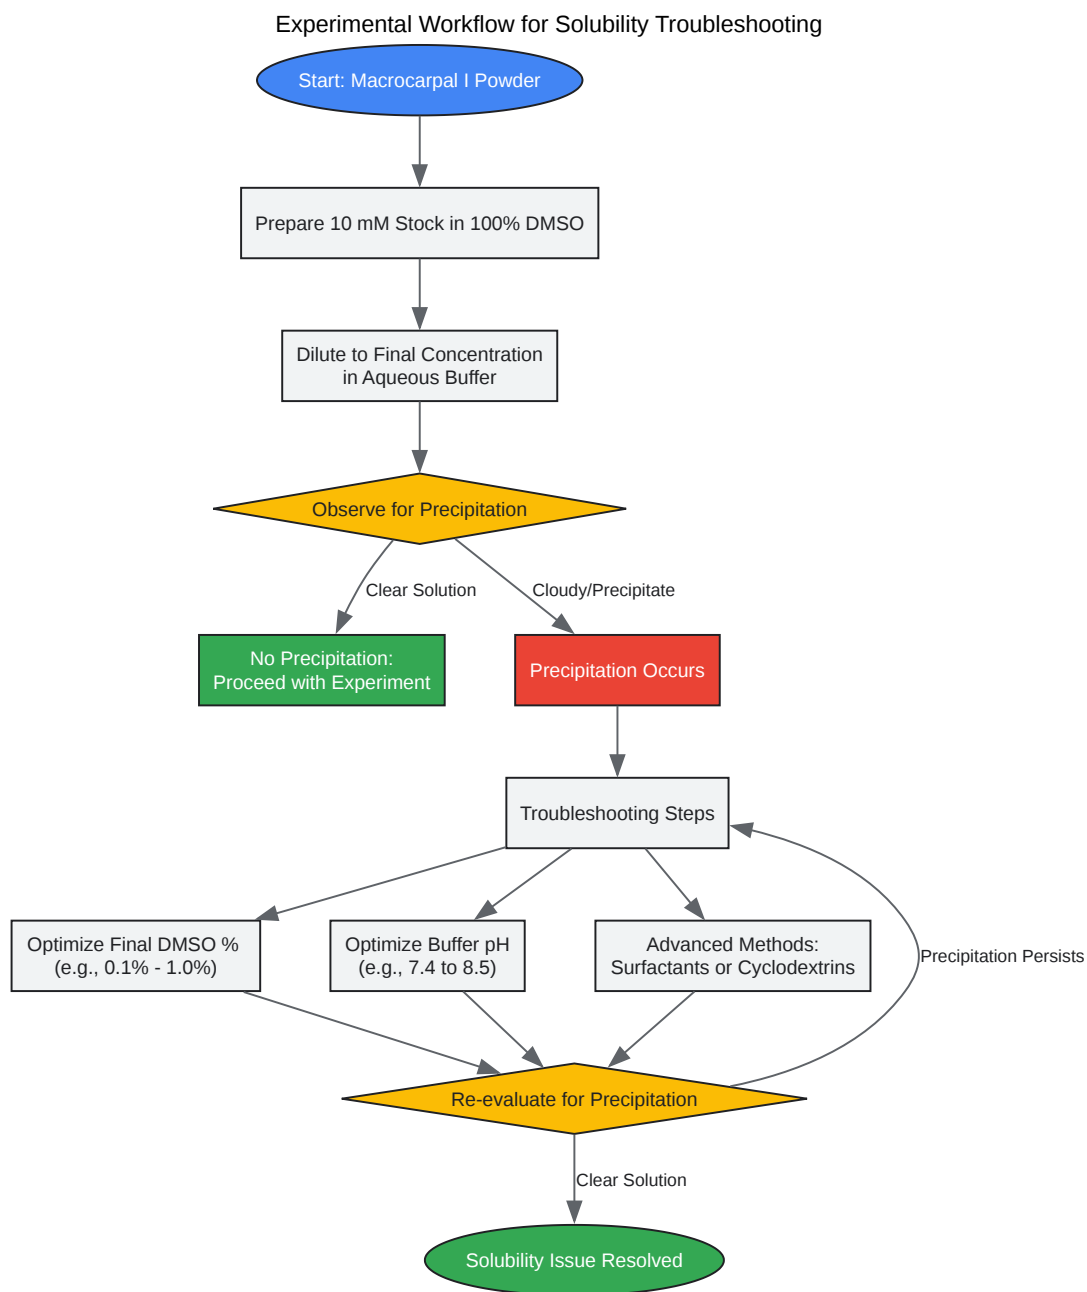 Experimental Workflow for Solubility Troubleshooting
Start: Macrocarpal I Powder
Prepare 10 mM Stock in 100% DMSO
Dilute to Final Concentration
in Aqueous Buffer
Observe for Precipitation
Clear Solution
Cloudy/Precipitate
No Precipitation:
Proceed with Experiment
Precipitation Occurs
Troubleshooting Steps
Optimize Final DMSO %
(e.g., 0.1% - 1.0%)
Optimize Buffer pH
(e.g., 7.4 to 8.5)
Advanced Methods:
Surfactants or Cyclodextrins
Precipitation Persists
Re-evaluate for Precipitation
Clear Solution
Solubility Issue Resolved